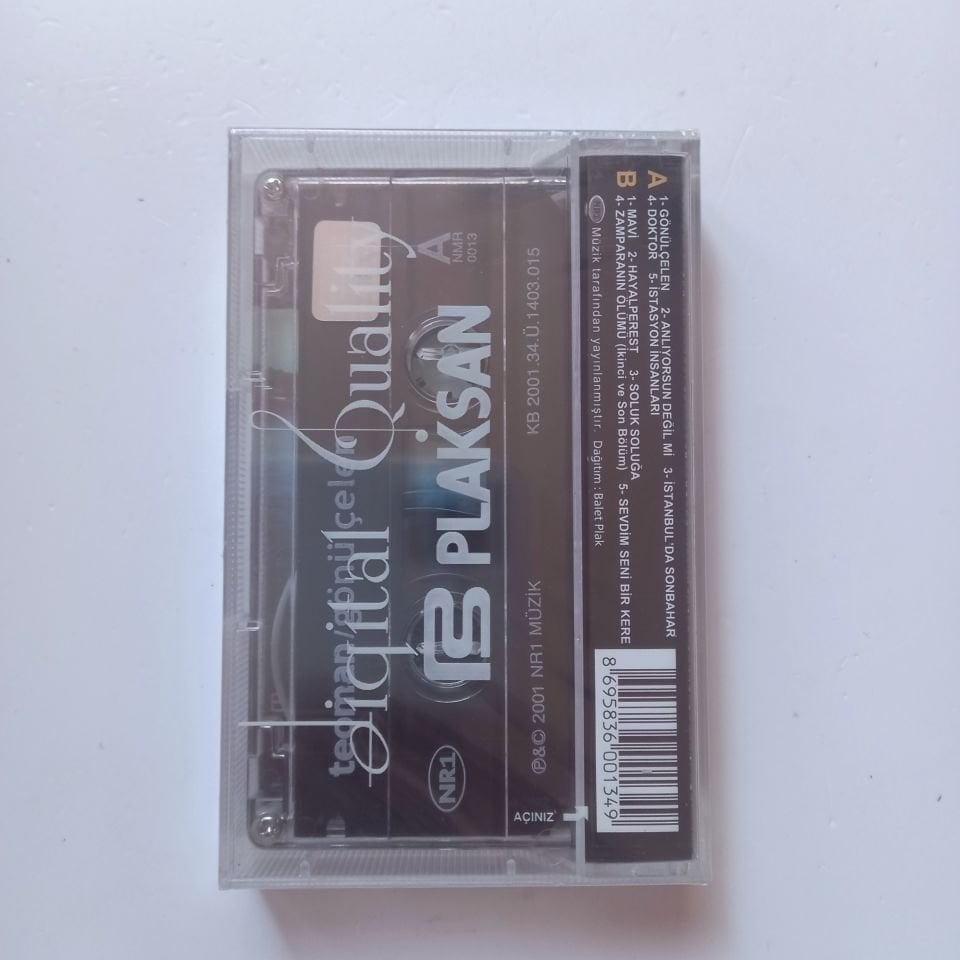 A 1- GÖNÜLÇELEN 2- ANLIYORSUN DEĞİL Mİ 3- İSTANBUL'DA SONBAHAR
4- DOKTOR 5- İSTASYON İNSANLARI
B 1- MAVİ 2- HAYALPEREST 3- SOLUK SOLUĞA
4- ZAMPARANIN ÖLÜMÜ (İkinci ve Son Bölüm) 5- SEVDİM SENİ BİR KERE
NR1 Müzik tarafından yayınlanmıştır. Dağıtım : Balet Plak
8 695836 001349
AÇINIZ
teoman/gönülçelen
Digital Quality
A
NMR
0013
PLAKSAN
NR1
KB 2001.34.Ü.1403.015
P&© 2001 NR1 MÜZİK